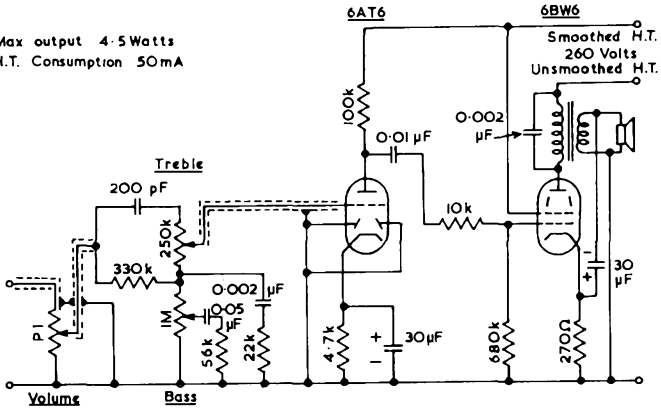 6AT6
6BW6
Max output 4·5 Watts
H.T. Consumption 50mA
Smoothed H.T.
260 Volts
Unsmoothed H.T.
100k
0·002
μF
0·01 μF
Treble
200 pF
250k
10k
330k
0·002
μF
0·05
μF
1M
56k
22k
4·7k
+
−
30μF
680k
270Ω
−
+
30
μF
P1
Volume
Bass